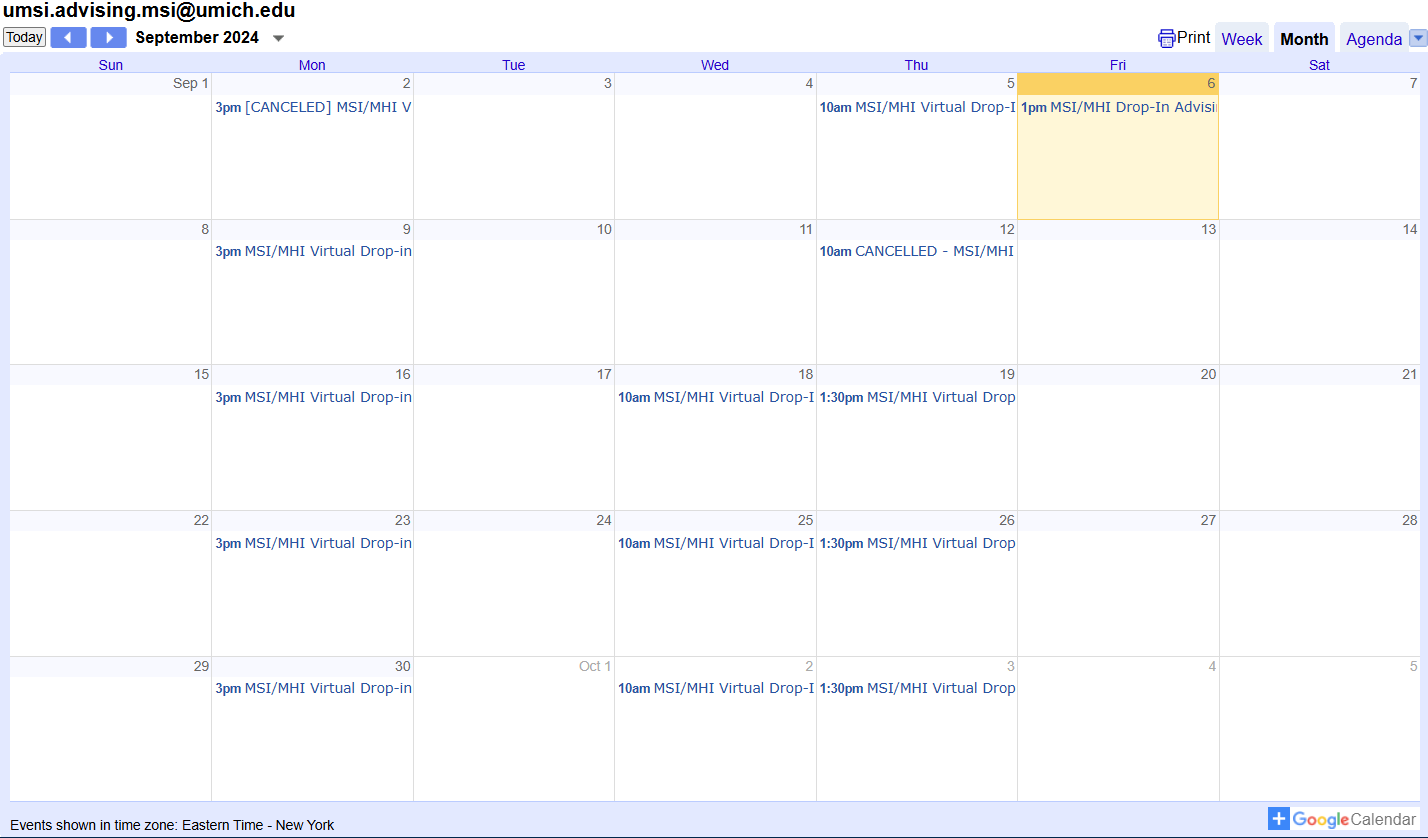 umsi.advising.msi@umich.edu
Today September 2024 Print Week Month Agenda
Sun Mon Tue Wed Thu Fri Sat
Sep 1 2 3 4 5 6 7
3pm [CANCELED] MSI/MHI V 10am MSI/MHI Virtual Drop-I 1pm MSI/MHI Drop-In Advisi
8 9 10 11 12 13 14
3pm MSI/MHI Virtual Drop-in 10am CANCELLED - MSI/MHI
15 16 17 18 19 20 21
3pm MSI/MHI Virtual Drop-in 10am MSI/MHI Virtual Drop-I 1:30pm MSI/MHI Virtual Drop
22 23 24 25 26 27 28
3pm MSI/MHI Virtual Drop-in 10am MSI/MHI Virtual Drop-I 1:30pm MSI/MHI Virtual Drop
29 30 Oct 1 2 3 4 5
3pm MSI/MHI Virtual Drop-in 10am MSI/MHI Virtual Drop-I 1:30pm MSI/MHI Virtual Drop
Events shown in time zone: Eastern Time - New York + GoogleCalendar